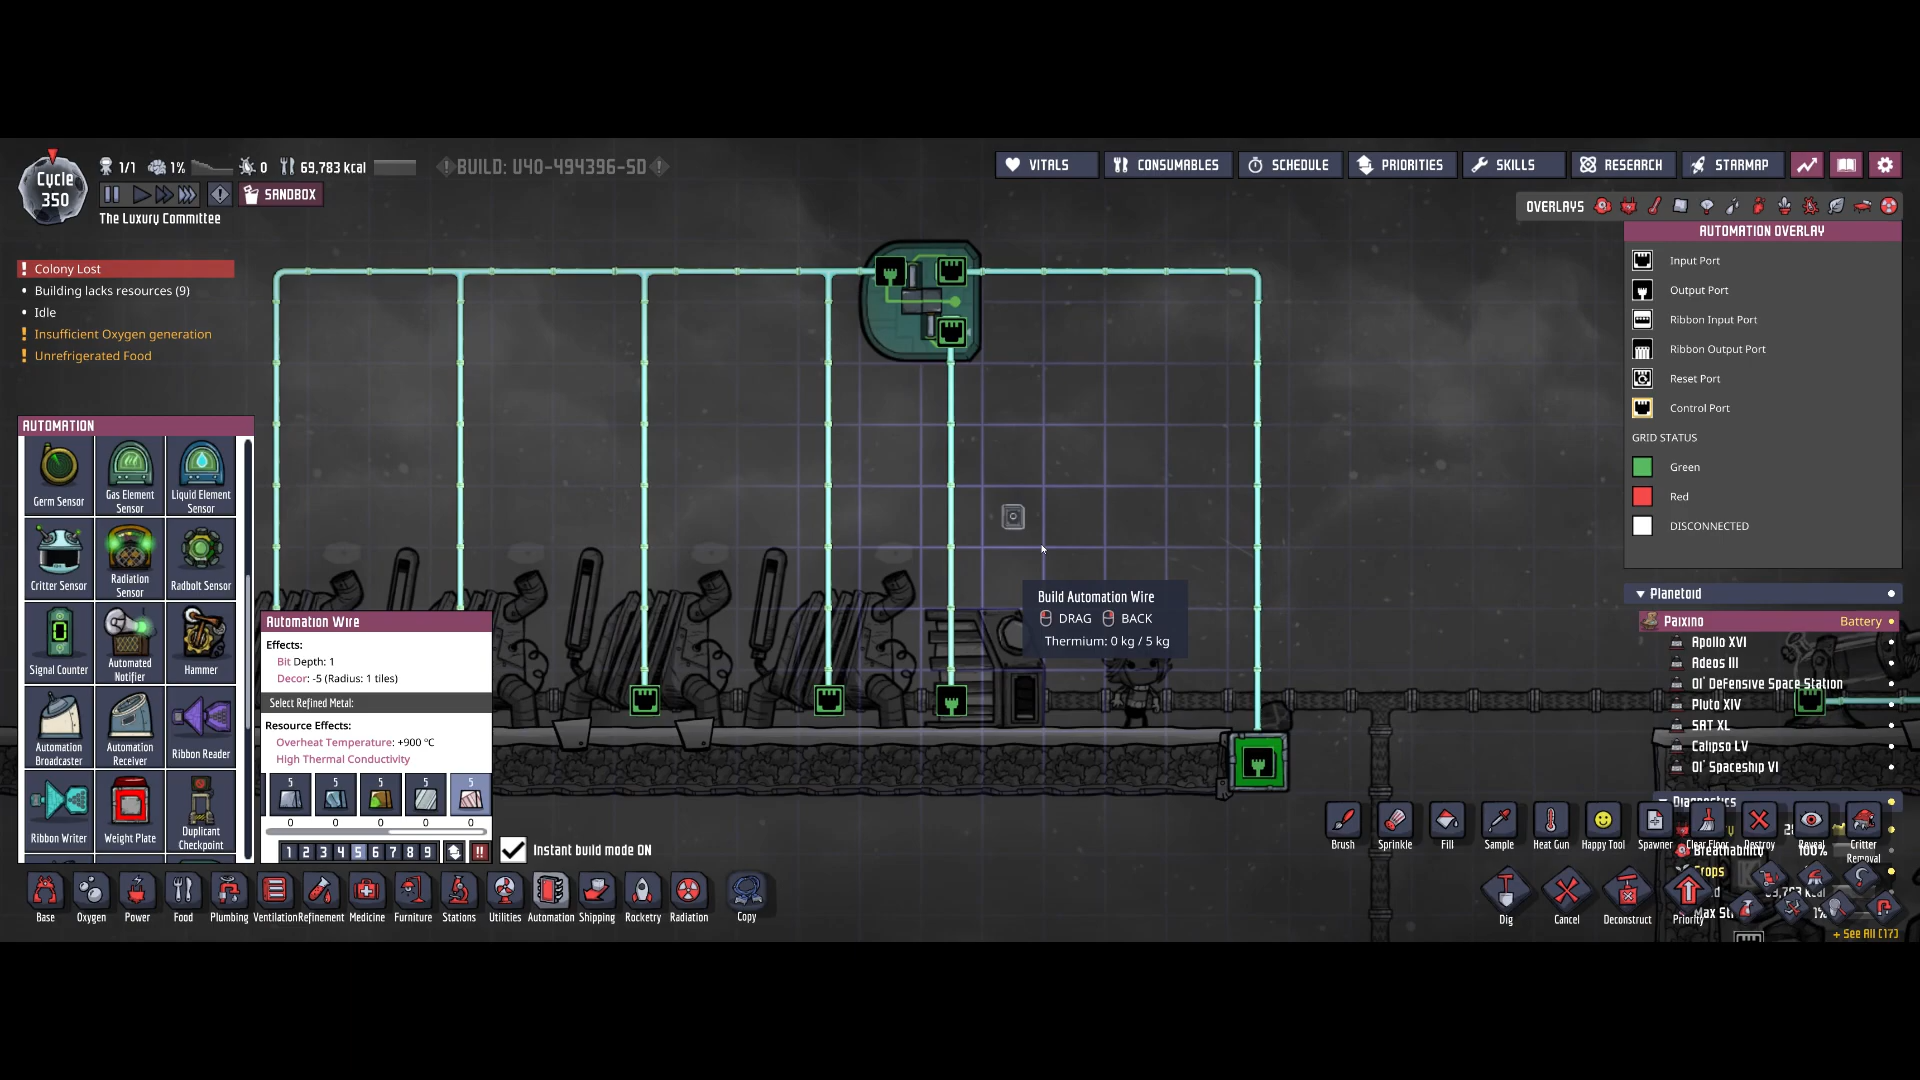 Cycle
350
1/1
1%
0
69,783 kcal
BUILD: U40-494396-SD
SANDBOX
The Luxury Committee
VITALS
CONSUMABLES
SCHEDULE
PRIORITIES
SKILLS
RESEARCH
STARMAP
OVERLAYS
AUTOMATION OVERLAY
Input Port
Output Port
Ribbon Input Port
Ribbon Output Port
Reset Port
Control Port
GRID STATUS
Green
Red
DISCONNECTED
! Colony Lost
• Building lacks resources (9)
• Idle
! Insufficient Oxygen generation
! Unrefrigerated Food
AUTOMATION
Germ Sensor
Gas Element Sensor
Liquid Element Sensor
Critter Sensor
Radiation Sensor
Radbolt Sensor
Signal Counter
Automated Notifier
Hammer
Automation Broadcaster
Automation Receiver
Ribbon Reader
Ribbon Writer
Weight Plate
Duplicant Checkpoint
Automation Wire
Effects:
Bit Depth: 1
Decor: -5 (Radius: 1 tiles)
Select Refined Metal:
Resource Effects:
Overheat Temperature: +900 °C
High Thermal Conductivity
5 5 5 5 5
0 0 0 0 0
1 2 3 4 5 6 7 8 9 !!
Instant build mode ON
Build Automation Wire
DRAG BACK
Thermium: 0 kg / 5 kg
Planetoid
Paixino Battery
Apollo XVI
Adeos III
Ol' Defensive Space Station
Pluto XIV
SAT XL
Calipso LV
Ol' Spaceship VI
Diagnostics
Breathability 100%
Crops
Max St
+ See All (17)
Brush
Sprinkle
Fill
Sample
Heat Gun
Happy Tool
Spawner
Clear Floor
Destroy
Reveal
Critter Removal
Dig
Cancel
Deconstruct
Priority
Base
Oxygen
Power
Food
Plumbing
Ventilation
Refinement
Medicine
Furniture
Stations
Utilities
Automation
Shipping
Rocketry
Radiation
Copy